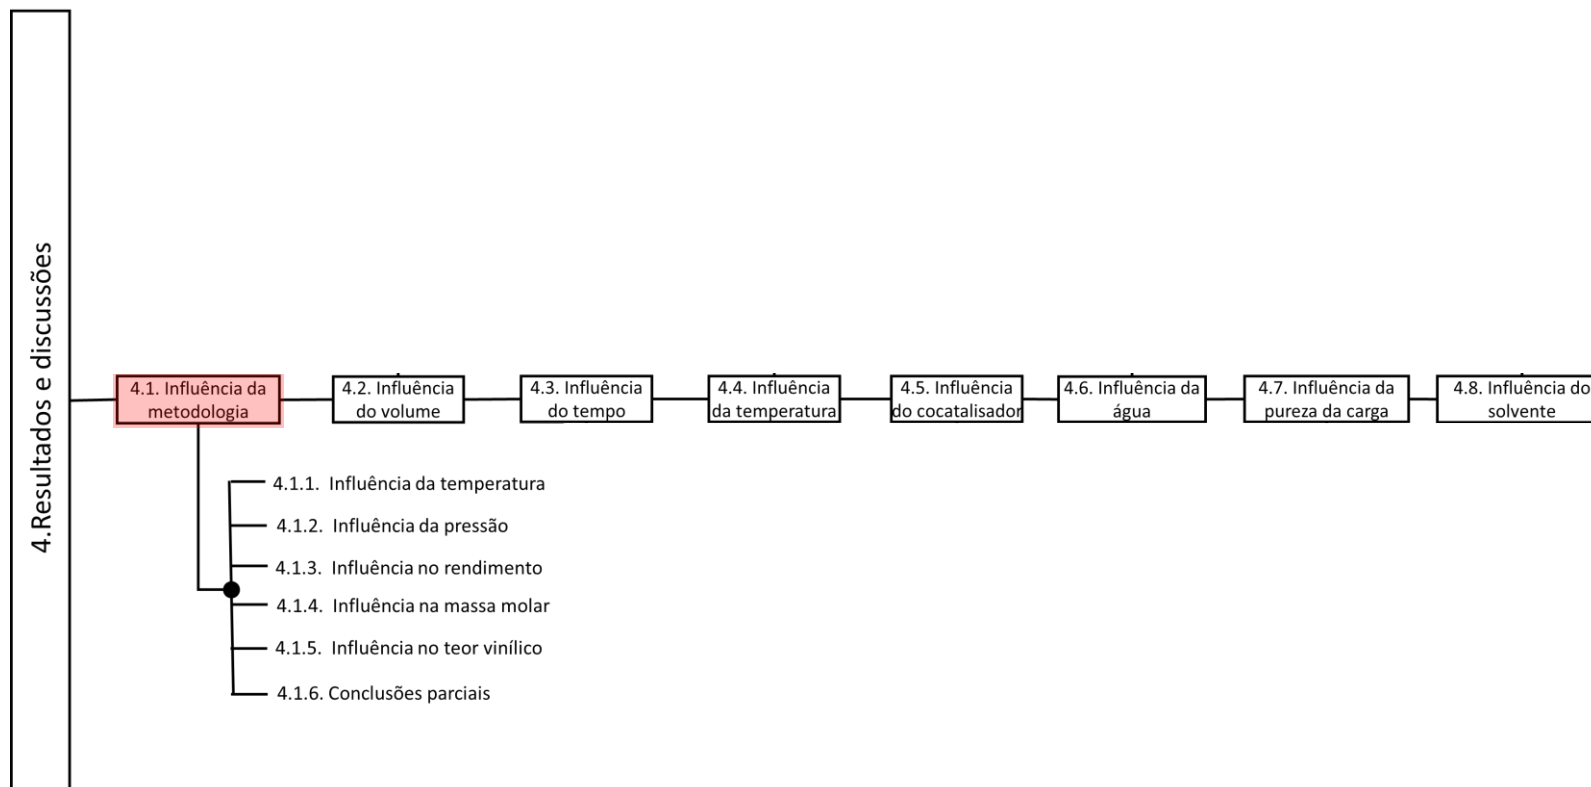 4.Resultados e discussões
4.1. Influência da
metodologia
4.2. Influência
do volume
4.3. Influência
do tempo
4.4. Influência
da temperatura
4.5. Influência
do cocatalisador
4.6. Influência da
água
4.7. Influência da
pureza da carga
4.8. Influência do
solvente
4.1.1. Influência da temperatura
4.1.2. Influência da pressão
4.1.3. Influência no rendimento
4.1.4. Influência na massa molar
4.1.5. Influência no teor vinílico
4.1.6. Conclusões parciais